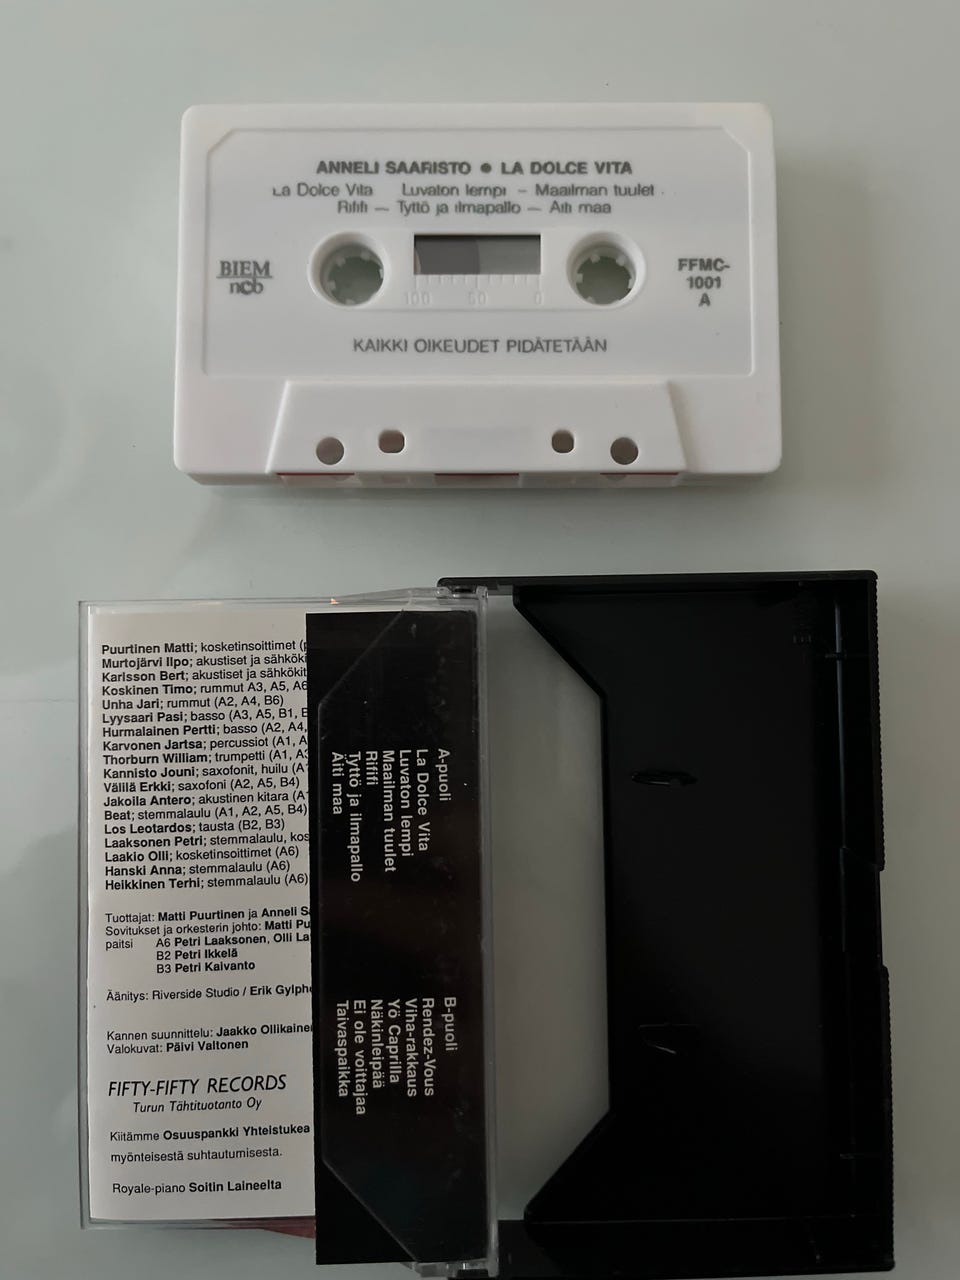 ANNELI SAARISTO ● LA DOLCE VITA
La Dolce Vita Luvaton lempi – Maailman tuulet
Rififi – Tyttö ja ilmapallo – Äiti maa
BIEM
ncb
FFMC-
1001
A
100 50 0
KAIKKI OIKEUDET PIDÄTETÄÄN
Puurtinen Matti; kosketinsoittimet (p
Murtojärvi Ilpo; akustiset ja sähköki
Karlsson Bert; akustiset ja sähkökit
Koskinen Timo; rummut A3, A5, A6
Unha Jari; rummut (A2, A4, B6)
Lyysaari Pasi; basso (A3, A5, B1, B
Hurmalainen Pertti; basso (A2, A4,
Karvonen Jartsa; percussiot (A1, A
Thorburn William; trumpetti (A1, A3
Kannisto Jouni; saxofonit, huilu (A
Välilä Erkki; saxofoni (A2, A5, B4)
Jakoila Antero; akustinen kitara (A
Beat; stemmalaulu (A1, A2, A5, B4)
Los Leotardos; tausta (B2, B3)
Laaksonen Petri; stemmalaulu, kos
Laakio Olli; kosketinsoittimet (A6)
Hanski Anna; stemmalaulu (A6)
Heikkinen Terhi; stemmalaulu (A6)
Tuottajat: Matti Puurtinen ja Anneli S
Sovitukset ja orkesterin johto: Matti Pu
paitsi A6 Petri Laaksonen, Olli La
B2 Petri Ikkelä
B3 Petri Kaivanto
Äänitys: Riverside Studio / Erik Gylph
Kannen suunnittelu: Jaakko Ollikaine
Valokuvat: Päivi Valtonen
FIFTY-FIFTY RECORDS
Turun Tähtituotanto Oy
Kiitämme Osuuspankki Yhteistukea
myönteisestä suhtautumisesta.
Royale-piano Soitin Laineelta
A-puoli
La Dolce Vita
Luvaton lempi
Maailman tuulet
Rififi
Tyttö ja ilmapallo
Äiti maa
B-puoli
Rendez-Vous
Viha-rakkaus
Yö Caprilla
Näkinleipää
Ei ole voittajaa
Taivaspaikka